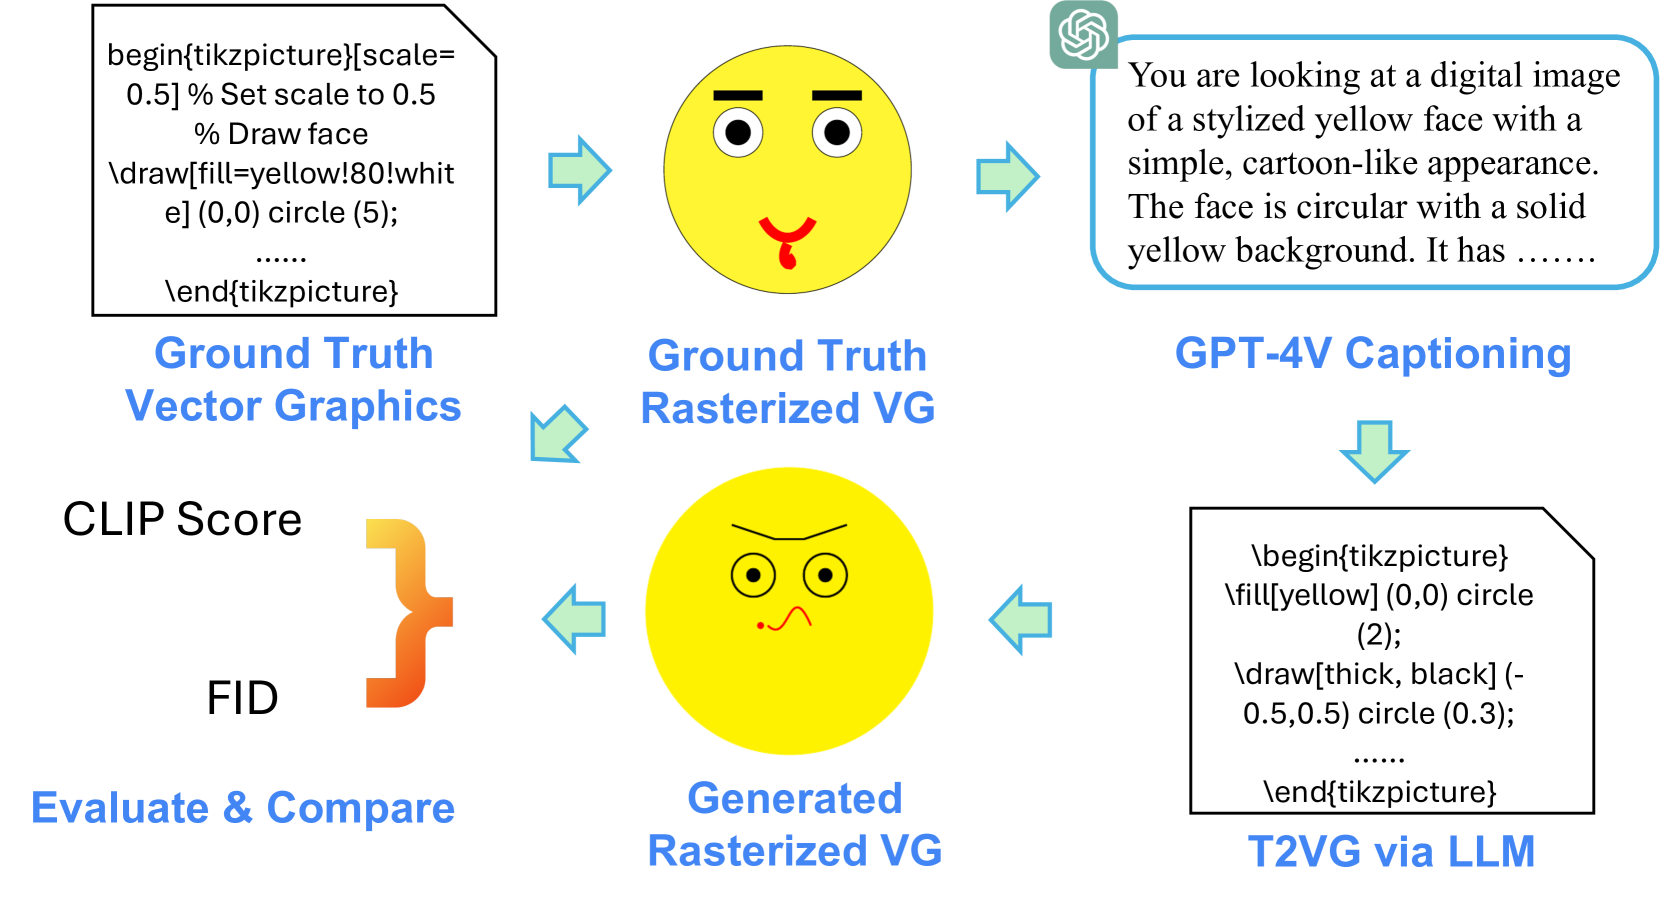 begin{tikzpicture}[scale=
0.5] % Set scale to 0.5
% Draw face
\draw[fill=yellow!80!whit
e] (0,0) circle (5);
......
\end{tikzpicture}
Ground Truth
Vector Graphics
Ground Truth
Rasterized VG
You are looking at a digital image
of a stylized yellow face with a
simple, cartoon-like appearance.
The face is circular with a solid
yellow background. It has …….
GPT-4V Captioning
\begin{tikzpicture}
\fill[yellow] (0,0) circle
(2);
\draw[thick, black] (-
0.5,0.5) circle (0.3);
......
\end{tikzpicture}
T2VG via LLM
Generated
Rasterized VG
CLIP Score
FID
Evaluate & Compare